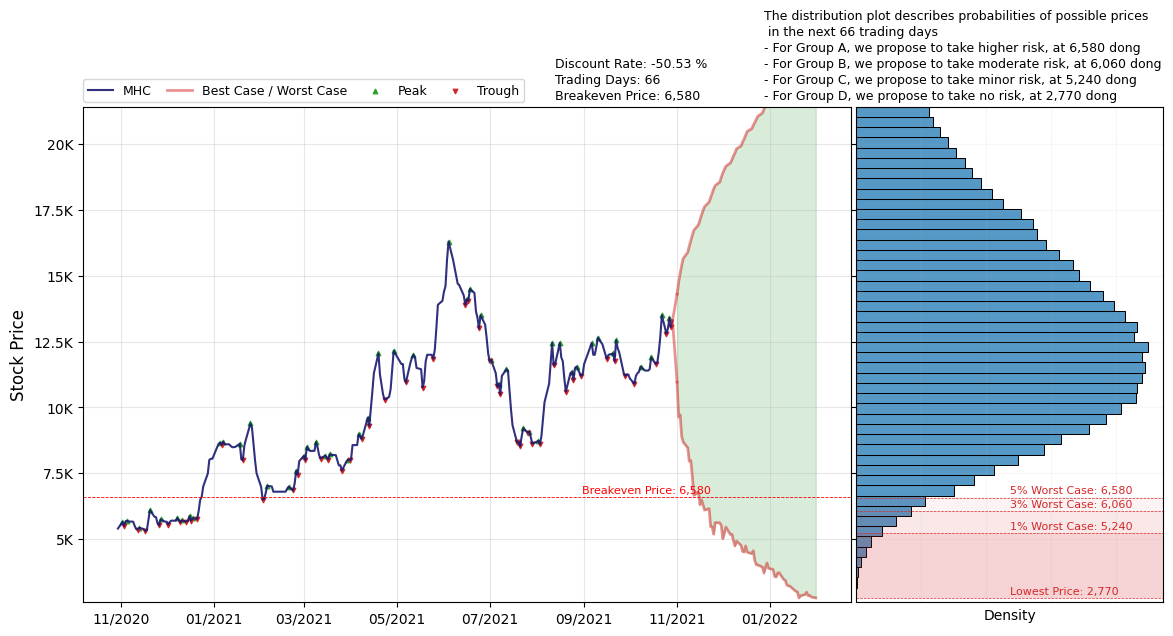 The distribution plot describes probabilities of possible prices
in the next 66 trading days
- For Group A, we propose to take higher risk, at 6,580 dong
- For Group B, we propose to take moderate risk, at 6,060 dong
- For Group C, we propose to take minor risk, at 5,240 dong
- For Group D, we propose to take no risk, at 2,770 dong
Discount Rate: -50.53 %
Trading Days: 66
Breakeven Price: 6,580
MHC Best Case / Worst Case Peak Trough
Stock Price
20K
17.5K
15K
12.5K
10K
7.5K
5K
Breakeven Price: 6,580
11/2020 01/2021 03/2021 05/2021 07/2021 09/2021 11/2021 01/2022
5% Worst Case: 6,580
3% Worst Case: 6,060
1% Worst Case: 5,240
Lowest Price: 2,770
Density